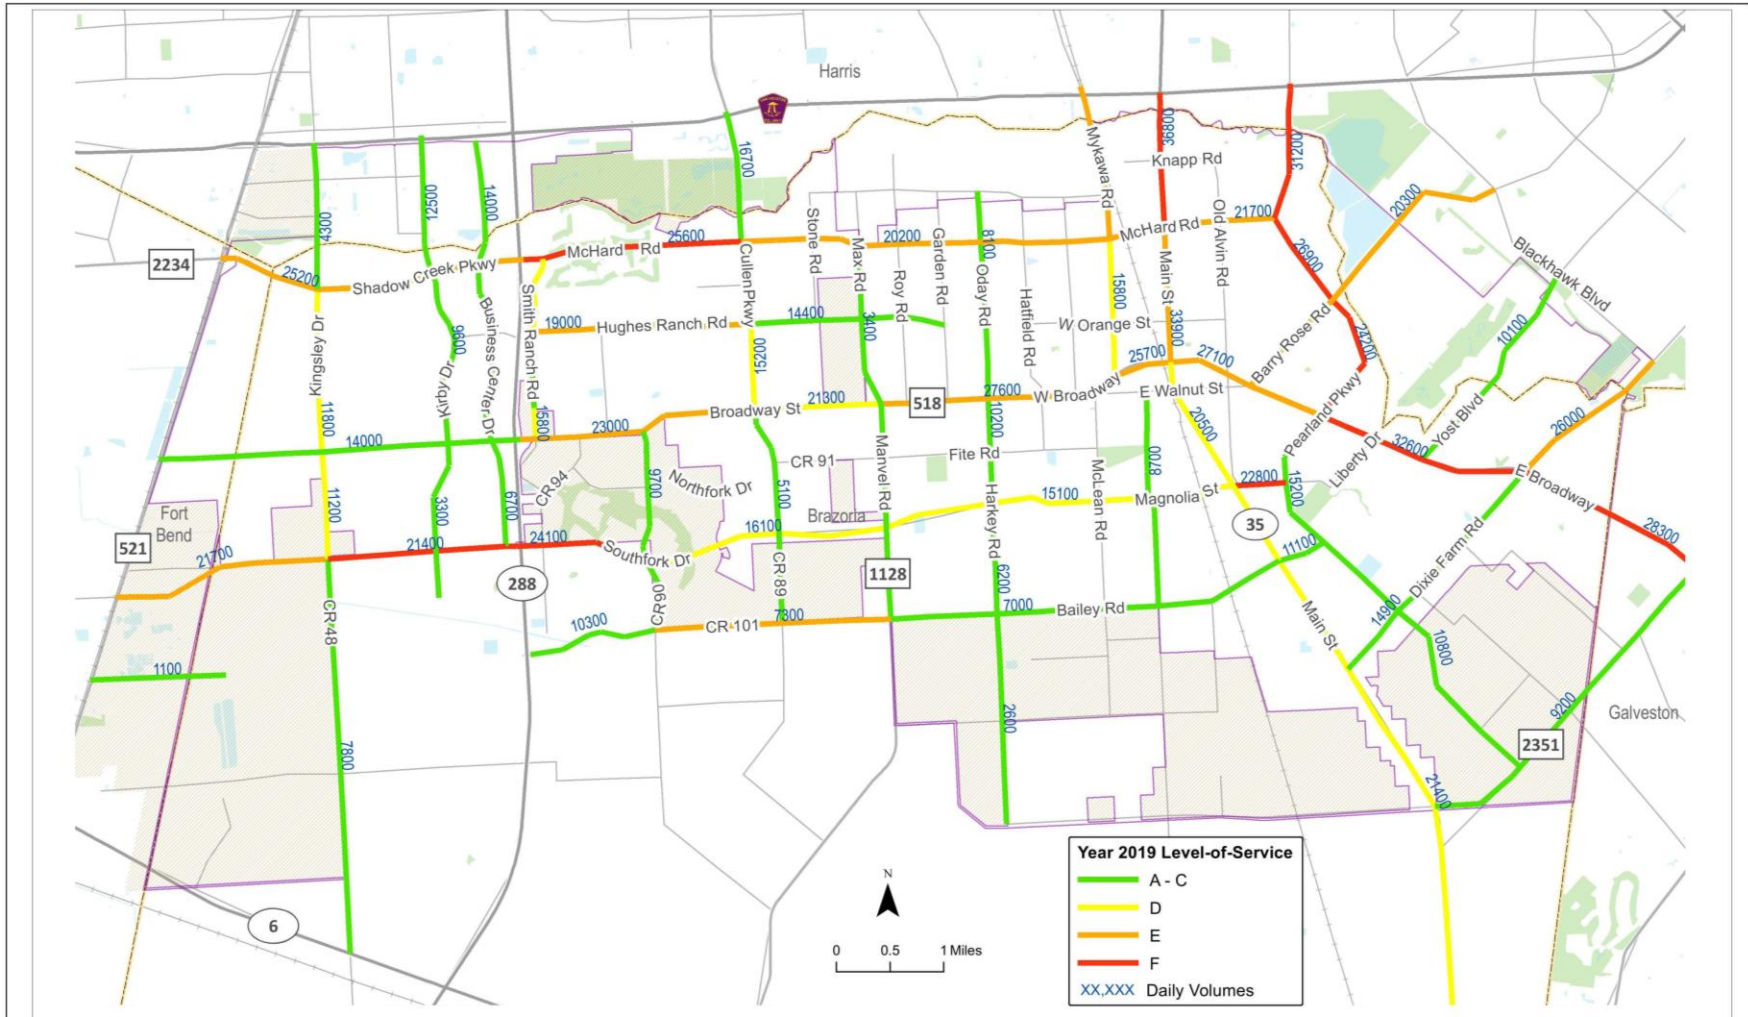 Harris
16700
36800
31200
Mykawa Rd
Knapp Rd
20300
12500
14000
4300
Stone Rd
Old Alvin Rd
21700
McHard Rd
25600
McHard Rd
20200
8100
Garden Rd
Max Rd
Roy Rd
Blackhawk Blvd
2234
25200
Shadow Creek Pkwy
CullenPkwy
Oday Rd
Main St
26900
15800
Smith Ranch Rd
Business Center Dr
Hatfield Rd
19000
Hughes Ranch Rd
14400
3400
W Orange St
33900
Barry Rose Rd
10100
24200
Kingsley Dr
9600
Kirby Dr
15200
25700
27100
E Walnut St
Pearland Pkwy
11800
15800
Broadway St
21300
518
27600
W Broadway
10200
20500
Yost Blvd
26000
23000
14000
Liberty Dr
32600
CR 91
Fite Rd
Manvel Rd
8700
McLean Rd
CR 94
9700
Northfork Dr
5100
22800
15200
E Broadway
11200
3300
6700
Harkey Rd
15100
Magnolia St
Fort
Bend
Brazoria
16100
35
28300
521
21700
21400
24100
Southfork Dr
11100
Dixie Farm Rd
288
CR 90
CR 89
1128
6200
CR 48
10300
CR 101
7300
7000
Bailey Rd
Main St
14900
10800
1100
2600
9200
Galveston
2351
7800
21400
6
N
0 0.5 1 Miles
Year 2019 Level-of-Service
A - C
D
E
F
XX,XXX Daily Volumes